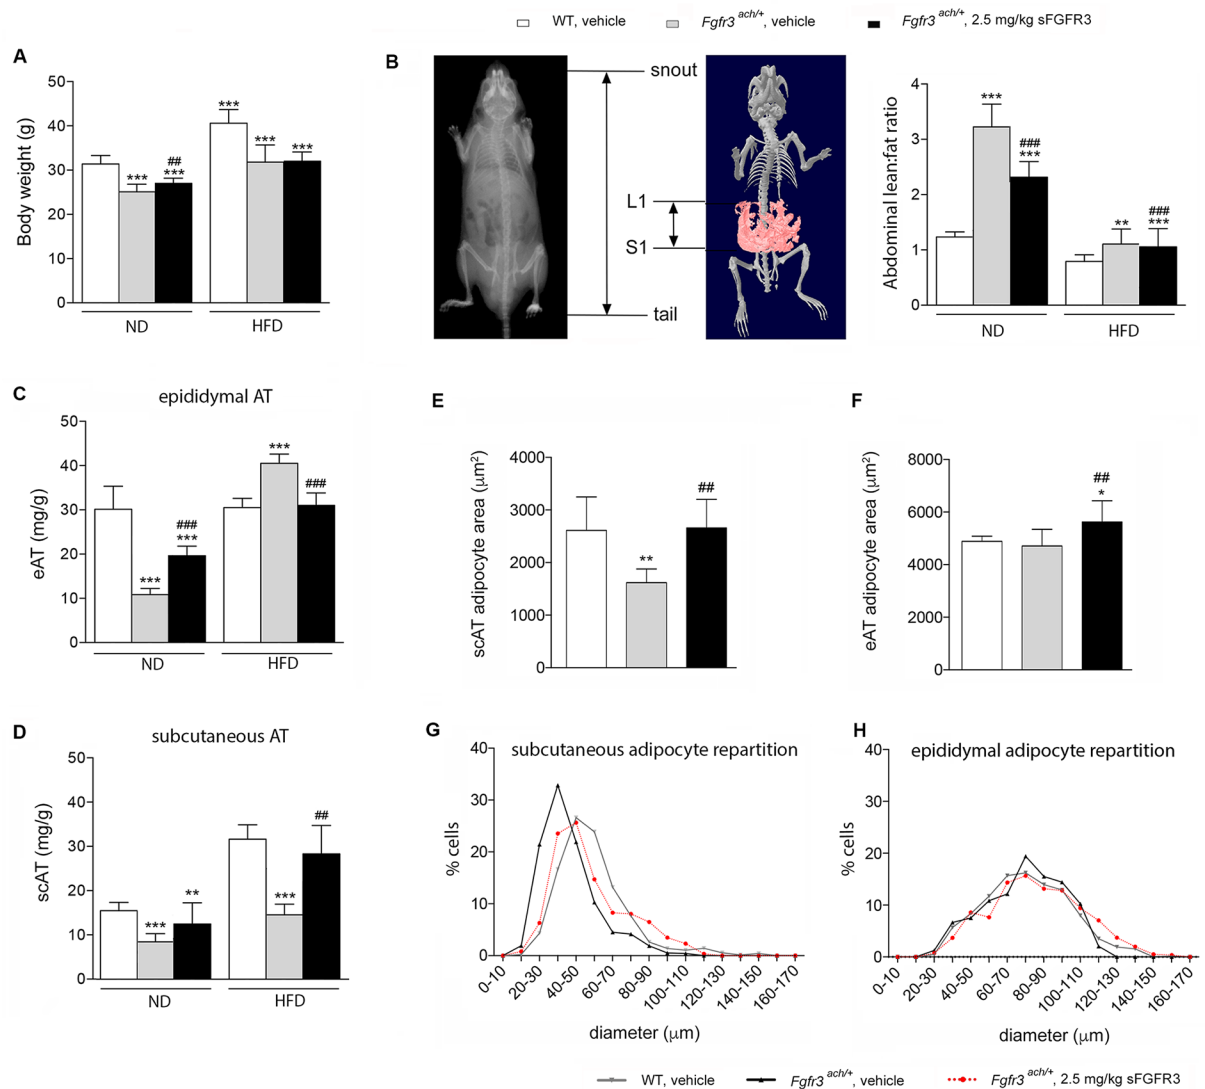 WT, vehicle
Fgfr3 ach/+, vehicle
Fgfr3 ach/+, 2.5 mg/kg sFGFR3
A
Body weight (g)
50
40
30
20
10
0
***
##
***
***
***
***
ND
HFD
B
snout
L1
S1
tail
Abdominal lean:fat ratio
4
3
2
1
0
***
###
***
**
###
***
ND
HFD
C
epididymal AT
eAT (mg/g)
50
40
30
20
10
0
***
###
***
***
###
ND
HFD
E
scAT adipocyte area (μm²)
4000
3000
2000
1000
0
**
##
F
eAT adipocyte area (μm²)
8000
6000
4000
2000
0
##
*
D
subcutaneous AT
scAT (mg/g)
50
40
30
20
10
0
***
**
***
##
ND
HFD
G
subcutaneous adipocyte repartition
% cells
40
30
20
10
0
0-10
20-30
40-50
60-70
80-90
100-110
120-130
140-150
160-170
diameter (μm)
H
epididymal adipocyte repartition
% cells
40
30
20
10
0
0-10
20-30
40-50
60-70
80-90
100-110
120-130
140-150
160-170
diameter (μm)
WT, vehicle
Fgfr3 ach/+, vehicle
Fgfr3 ach/+, 2.5 mg/kg sFGFR3